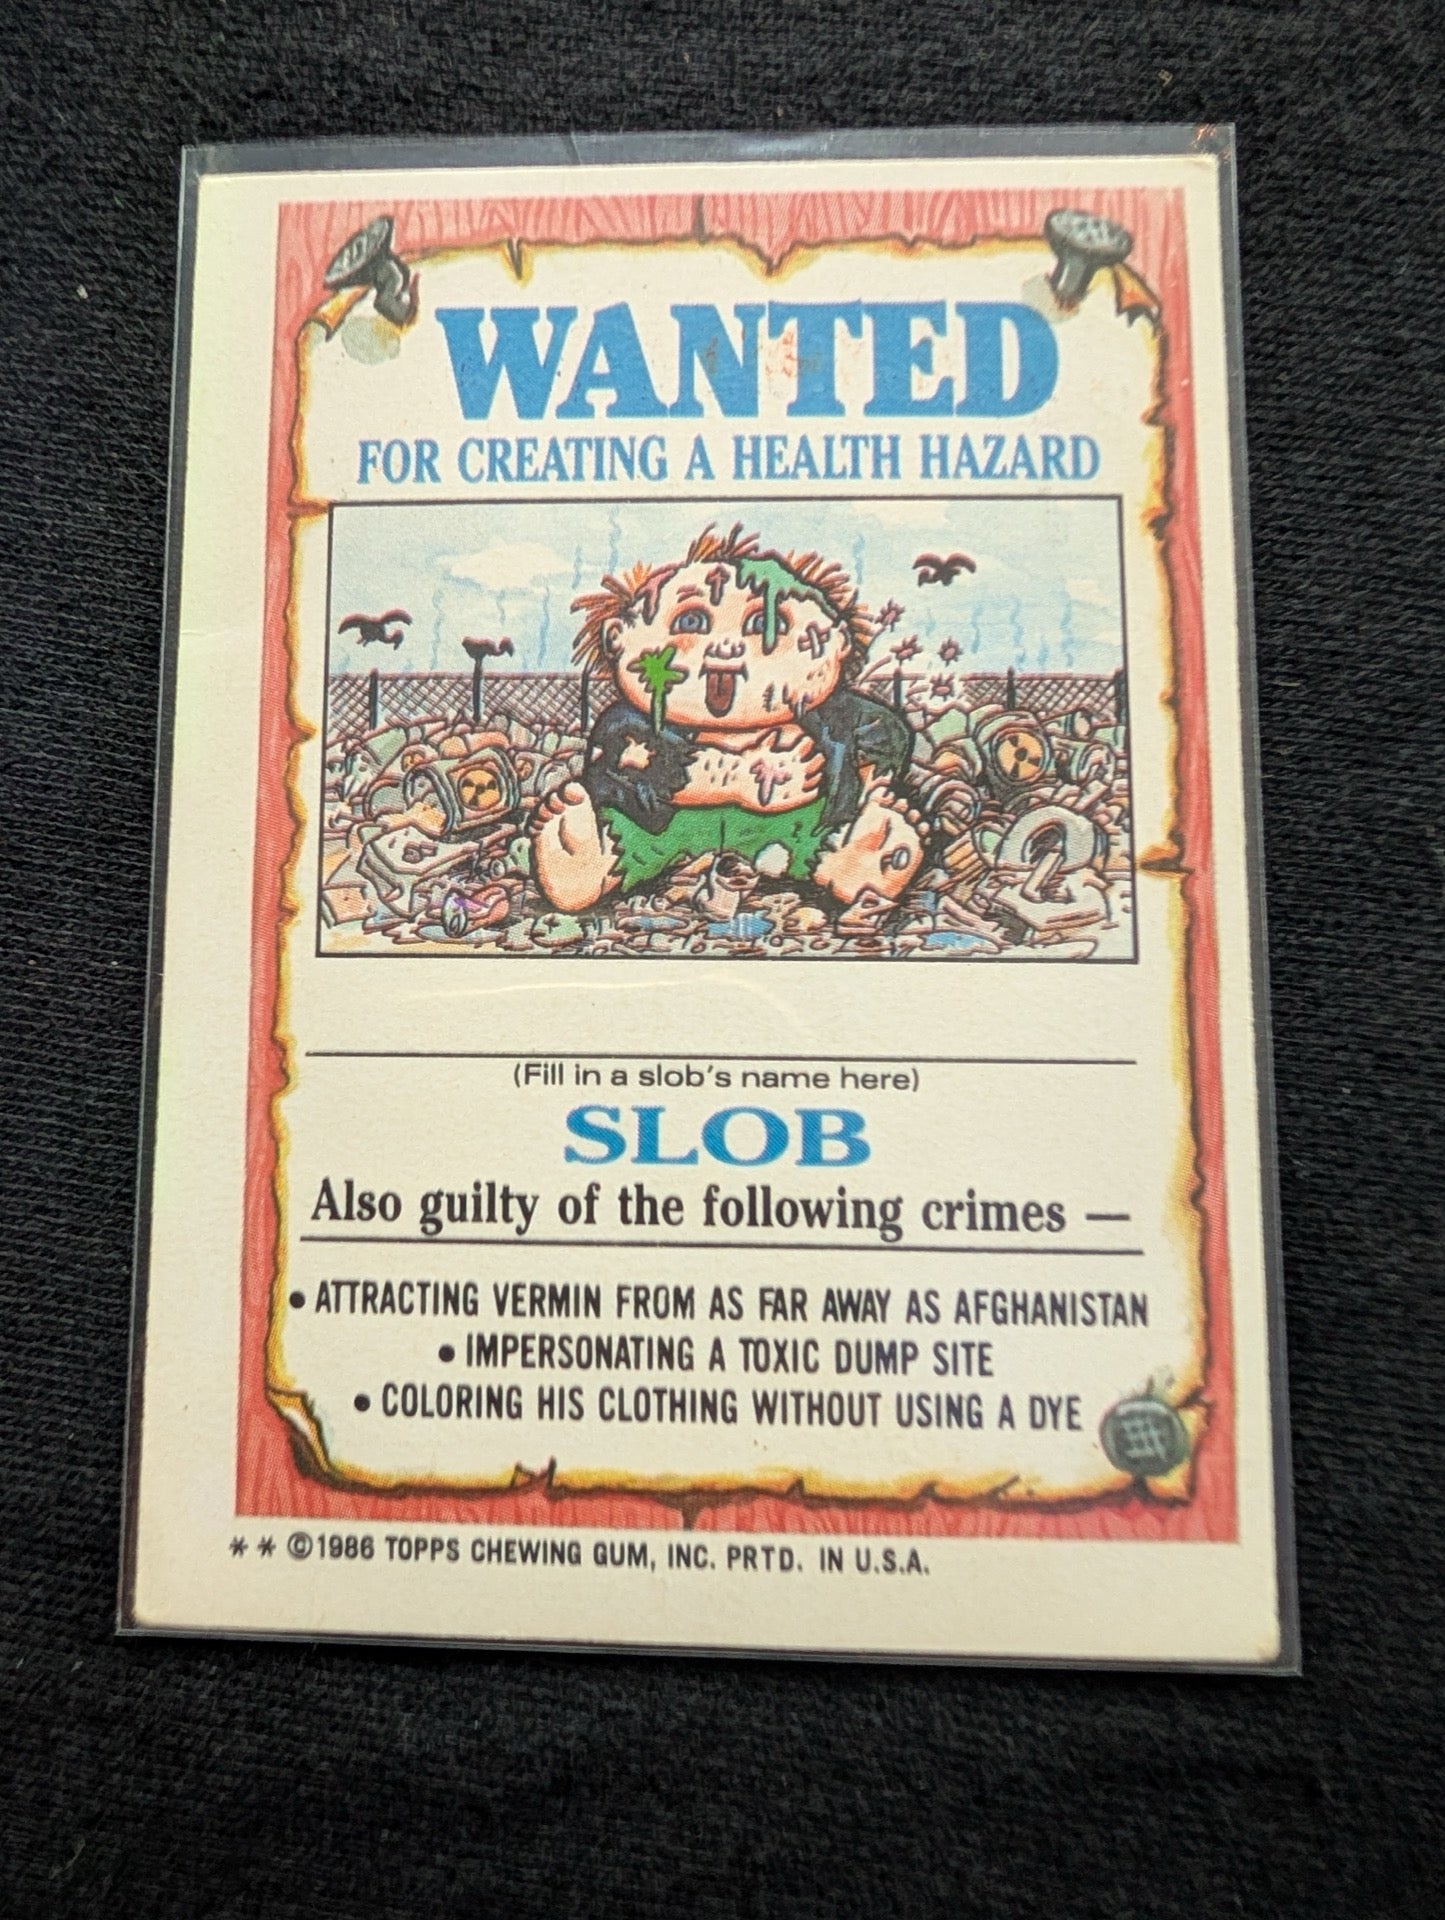 WANTED
FOR CREATING A HEALTH HAZARD
(Fill in a slob's name here)
SLOB
Also guilty of the following crimes —
• ATTRACTING VERMIN FROM AS FAR AWAY AS AFGHANISTAN
• IMPERSONATING A TOXIC DUMP SITE
• COLORING HIS CLOTHING WITHOUT USING A DYE
* * ©1986 TOPPS CHEWING GUM, INC. PRTD. IN U.S.A.